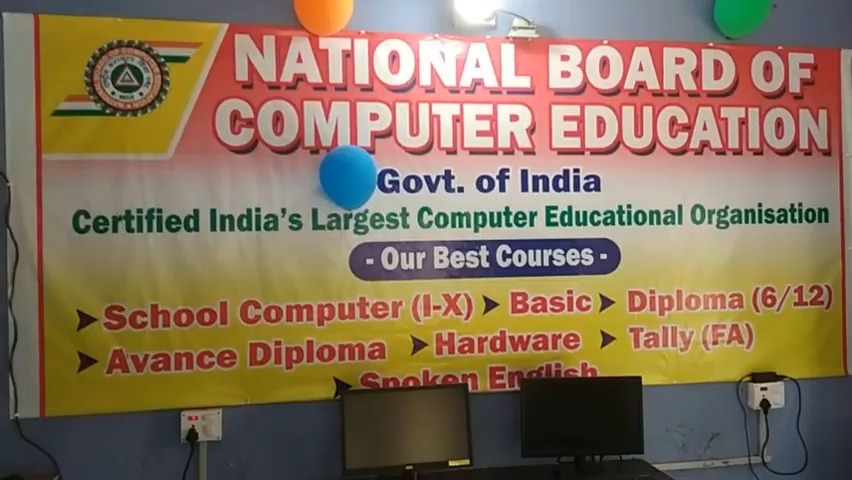 NATIONAL BOARD OF
COMPUTER EDUCATION
Govt. of India
Certified India's Largest Computer Educational Organisation
- Our Best Courses -
➤ School Computer (I-X) ➤ Basic ➤ Diploma (6/12)
➤ Avance Diploma ➤ Hardware ➤ Tally (FA)
➤ Spoken English